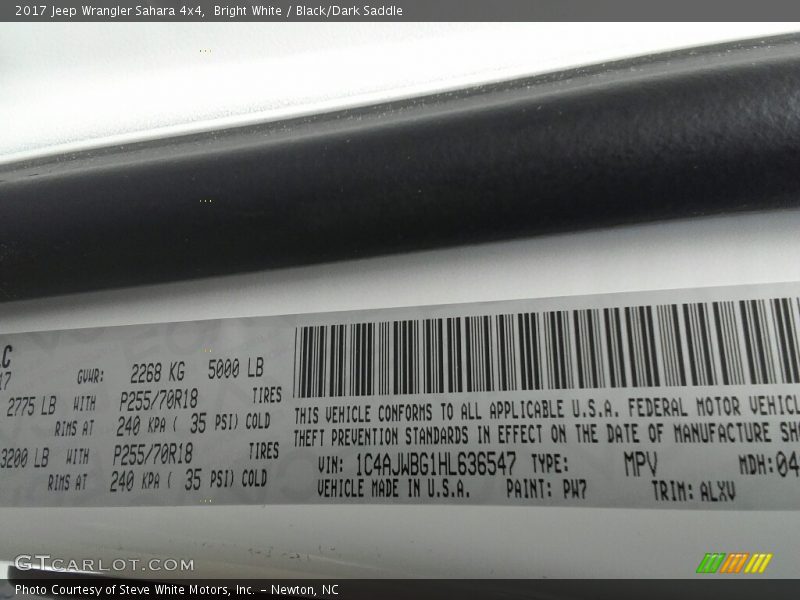 2017 Jeep Wrangler Sahara 4x4, Bright White / Black/Dark Saddle
LC
17
GVWR: 2268 KG 5000 LB
2775 LB WITH P255/70R18 TIRES
RIMS AT 240 KPA ( 35 PSI) COLD
3200 LB WITH P255/70R18 TIRES
RIMS AT 240 KPA ( 35 PSI) COLD
THIS VEHICLE CONFORMS TO ALL APPLICABLE U.S.A. FEDERAL MOTOR VEHICL
THEFT PREVENTION STANDARDS IN EFFECT ON THE DATE OF MANUFACTURE SH
VIN: 1C4AJWBG1HL636547 TYPE: MPV MDH: 04
VEHICLE MADE IN U.S.A. PAINT: PW7 TRIM: ALXV
GTCARLOT.COM
Photo Courtesy of Steve White Motors, Inc. – Newton, NC